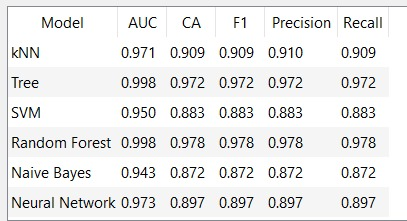 Model AUC CA F1 Precision Recall
kNN 0.971 0.909 0.909 0.910 0.909
Tree 0.998 0.972 0.972 0.972 0.972
SVM 0.950 0.883 0.883 0.883 0.883
Random Forest 0.998 0.978 0.978 0.978 0.978
Naive Bayes 0.943 0.872 0.872 0.872 0.872
Neural Network 0.973 0.897 0.897 0.897 0.897